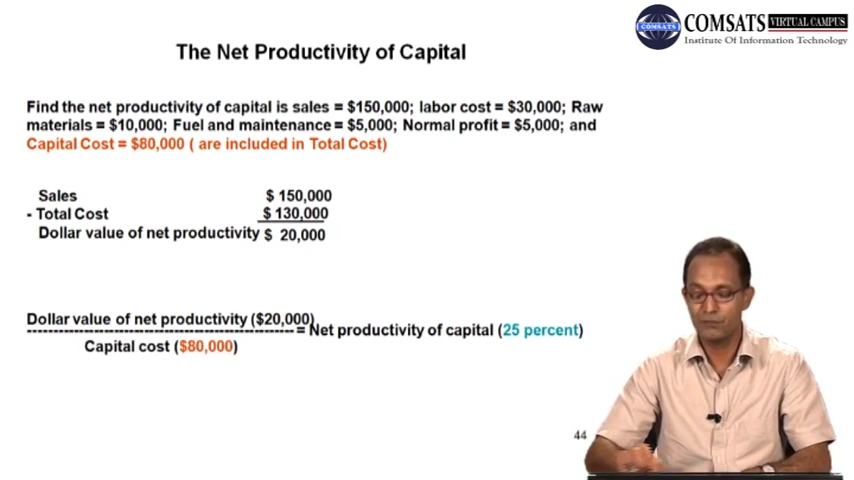 COMSATS VIRTUAL CAMPUS
Institute Of Information Technology
The Net Productivity of Capital
Find the net productivity of capital is sales = $150,000; labor cost = $30,000; Raw
materials = $10,000; Fuel and maintenance = $5,000; Normal profit = $5,000; and
Capital Cost = $80,000 ( are included in Total Cost)
Sales $ 150,000
- Total Cost $ 130,000
Dollar value of net productivity $ 20,000
Dollar value of net productivity ($20,000)
= Net productivity of capital (25 percent)
Capital cost ($80,000)
44